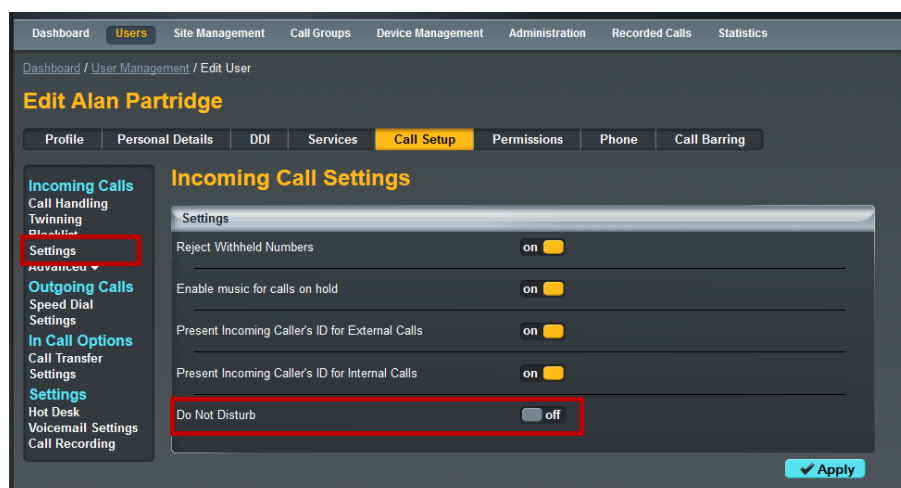 Dashboard Users Site Management Call Groups Device Management Administration Recorded Calls Statistics
Dashboard / User Management / Edit User
Edit Alan Partridge
Profile Personal Details DDI Services Call Setup Permissions Phone Call Barring
Incoming Calls
Call Handling
Twinning
Blacklist
Settings
Advanced
Outgoing Calls
Speed Dial
Settings
In Call Options
Call Transfer
Settings
Settings
Hot Desk
Voicemail Settings
Call Recording
Incoming Call Settings
Settings
Reject Withheld Numbers on
Enable music for calls on hold on
Present Incoming Caller's ID for External Calls on
Present Incoming Caller's ID for Internal Calls on
Do Not Disturb off
Apply